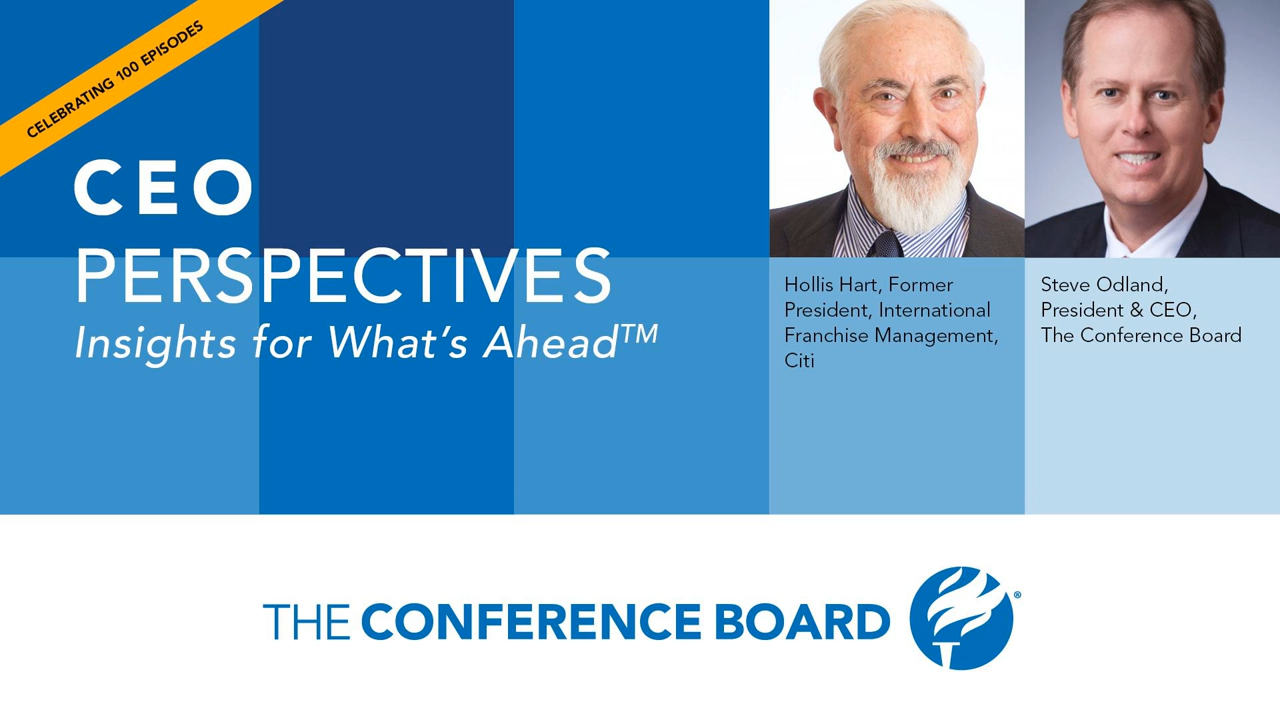 CELEBRATING 100 EPISODES
CEO
PERSPECTIVES
Insights for What's Ahead™
Hollis Hart, Former
President, International
Franchise Management,
Citi
Steve Odland,
President & CEO,
The Conference Board
THE CONFERENCE BOARD ®